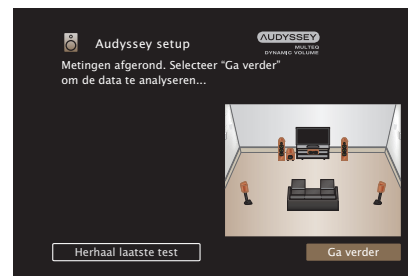 Audyssey setup
AUDYSSEY
MULTEQ
DYNAMIC VOLUME
Metingen afgerond. Selecteer “Ga verder”
om de data te analyseren...
Herhaal laatste test
Ga verder